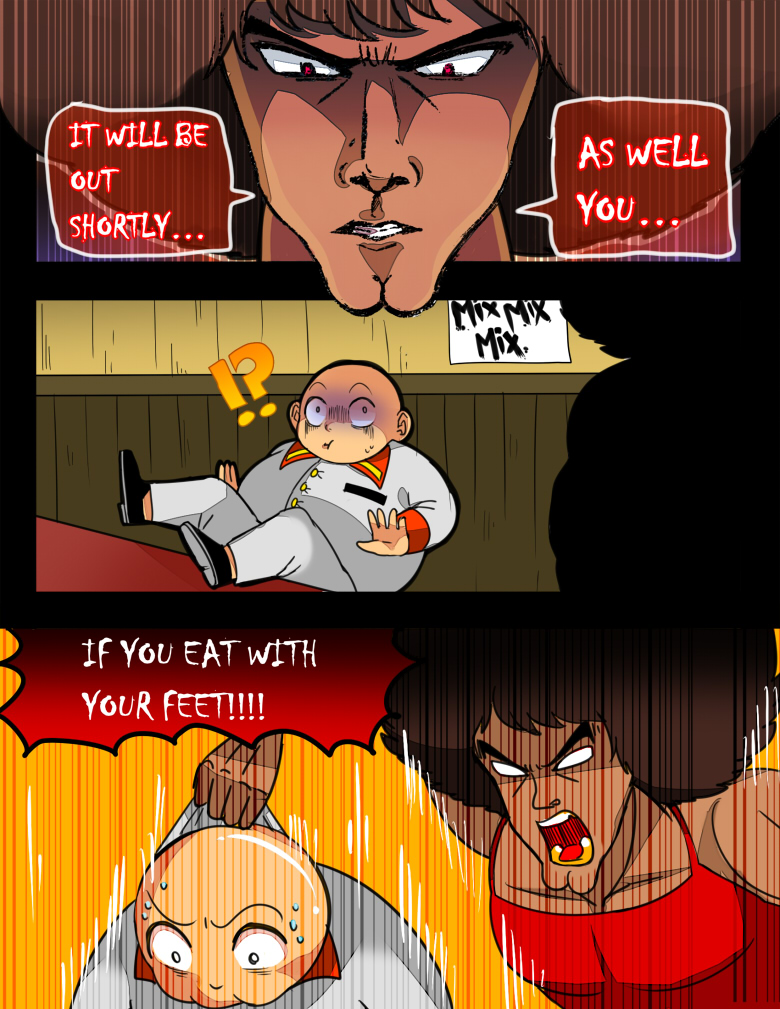 IT WILL BE
OUT
SHORTLY...
AS WELL
YOU...
MIX MIX
MIX.
!?
IF YOU EAT WITH
YOUR FEET!!!!